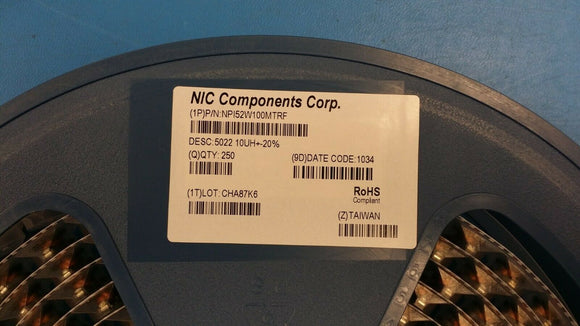 NIC Components Corp.
(1P)P/N:NPI52W100MTRF
DESC:5022 10UH+-20%
(Q)QTY: 250
(9D)DATE CODE:1034
(1T)LOT: CHA87K6
RoHS
Compliant
(Z)TAIWAN